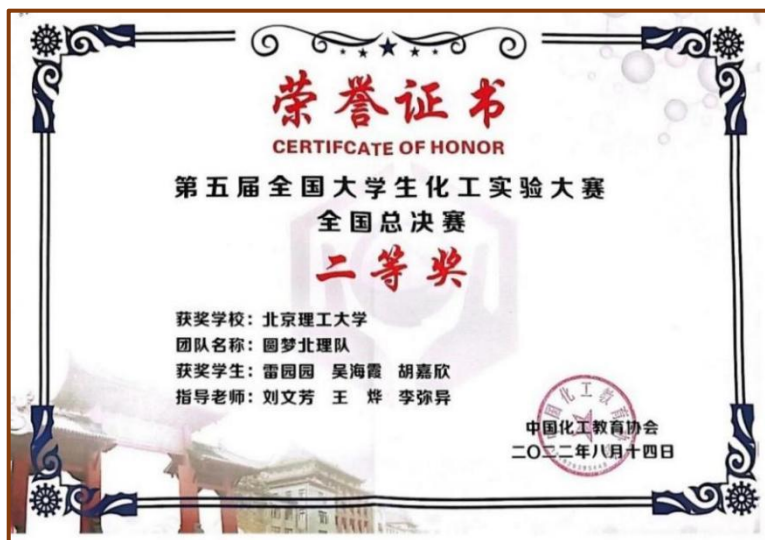 荣誉证书
CERTIFCATE OF HONOR
第五届全国大学生化工实验大赛
全国总决赛
二等奖
获奖学校：北京理工大学
团队名称：圆梦北理队
获奖学生：雷园园 吴海霞 胡嘉欣
指导老师：刘文芳 王 烨 李弥异
中国化工教育协会
二〇二二年八月十四日